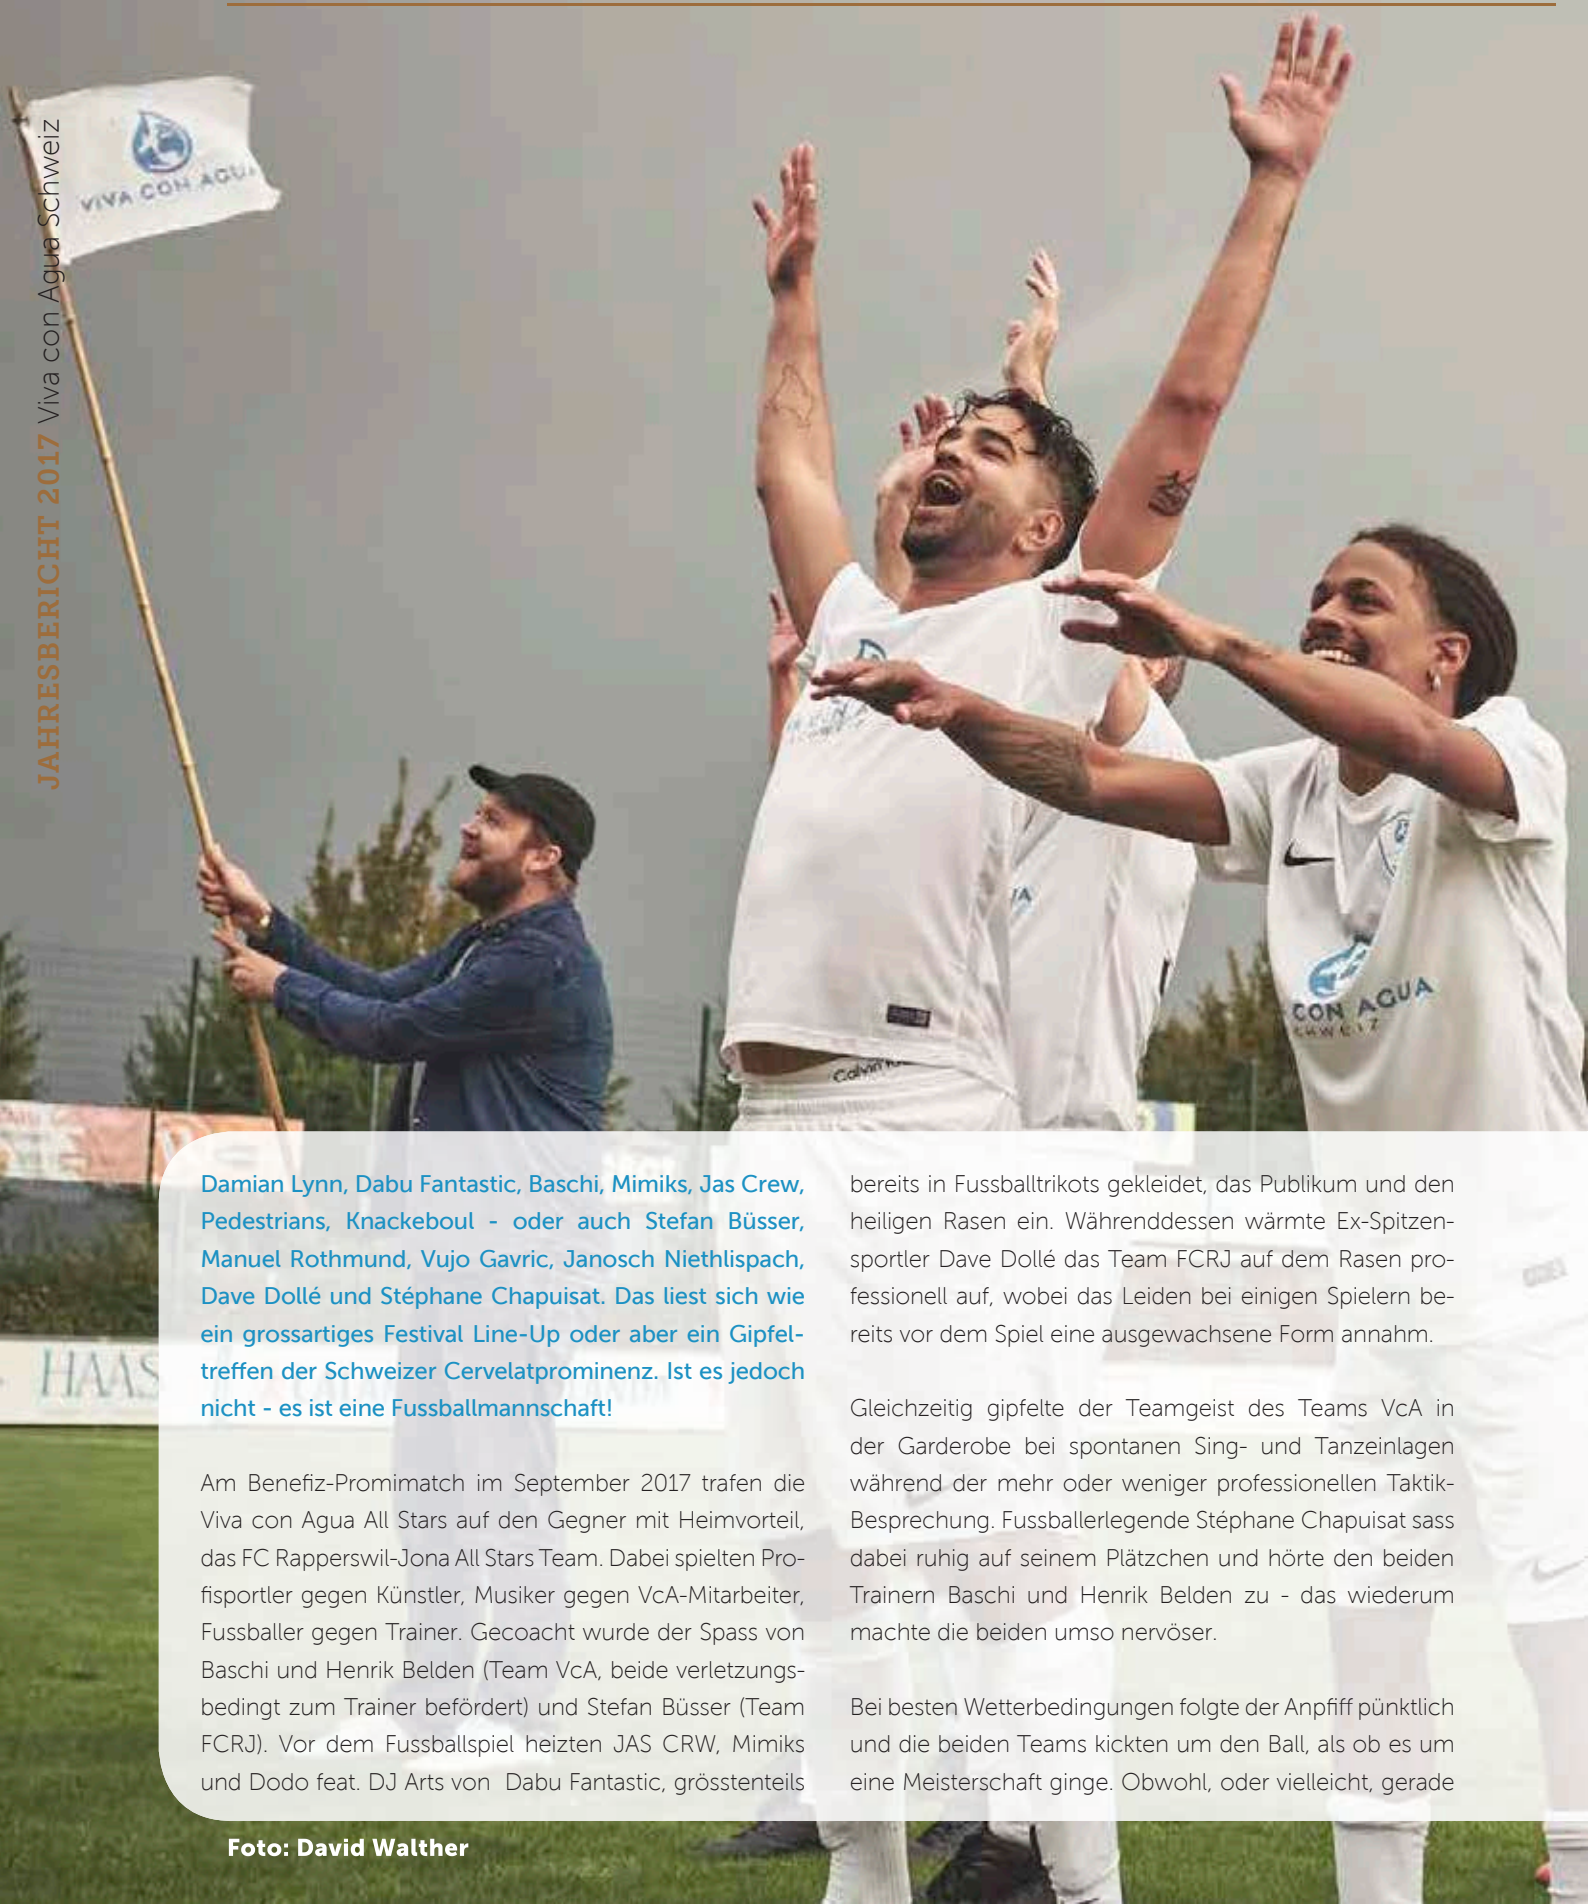 JAHRESBERICHT 2017 Viva con Agua Schweiz
VIVA CON AGUA
CON AGUA
SCHWEIZ
Calvin
HAAS
Damian Lynn, Dabu Fantastic, Baschi, Mimiks, Jas Crew,
Pedestrians, Knackeboul - oder auch Stefan Büsser,
Manuel Rothmund, Vujo Gavric, Janosch Niethlispach,
Dave Dollé und Stéphane Chapuisat. Das liest sich wie
ein grossartiges Festival Line-Up oder aber ein Gipfel-
treffen der Schweizer Cervelatprominenz. Ist es jedoch
nicht - es ist eine Fussballmannschaft!
Am Benefiz-Promimatch im September 2017 trafen die
Viva con Agua All Stars auf den Gegner mit Heimvorteil,
das FC Rapperswil-Jona All Stars Team. Dabei spielten Pro-
fisportler gegen Künstler, Musiker gegen VcA-Mitarbeiter,
Fussballer gegen Trainer. Gecoacht wurde der Spass von
Baschi und Henrik Belden (Team VcA, beide verletzungs-
bedingt zum Trainer befördert) und Stefan Büsser (Team
FCRJ). Vor dem Fussballspiel heizten JAS CRW, Mimiks
und Dodo feat. DJ Arts von Dabu Fantastic, grösstenteils
bereits in Fussballtrikots gekleidet, das Publikum und den
heiligen Rasen ein. Währenddessen wärmte Ex-Spitzen-
sportler Dave Dollé das Team FCRJ auf dem Rasen pro-
fessionell auf, wobei das Leiden bei einigen Spielern be-
reits vor dem Spiel eine ausgewachsene Form annahm.
Gleichzeitig gipfelte der Teamgeist des Teams VcA in
der Garderobe bei spontanen Sing- und Tanzeinlagen
während der mehr oder weniger professionellen Taktik-
Besprechung. Fussballerlegende Stéphane Chapuisat sass
dabei ruhig auf seinem Plätzchen und hörte den beiden
Trainern Baschi und Henrik Belden zu - das wiederum
machte die beiden umso nervöser.
Bei besten Wetterbedingungen folgte der Anpfiff pünktlich
und die beiden Teams kickten um den Ball, als ob es um
eine Meisterschaft ginge. Obwohl, oder vielleicht, gerade
Foto: David Walther